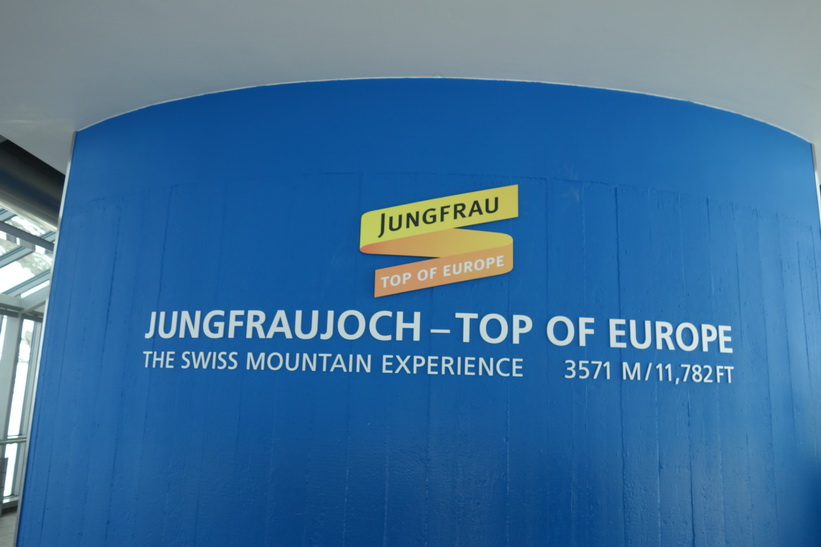 JUNGFRAU
TOP OF EUROPE
JUNGFRAUJOCH – TOP OF EUROPE
THE SWISS MOUNTAIN EXPERIENCE 3571 M / 11,782 FT